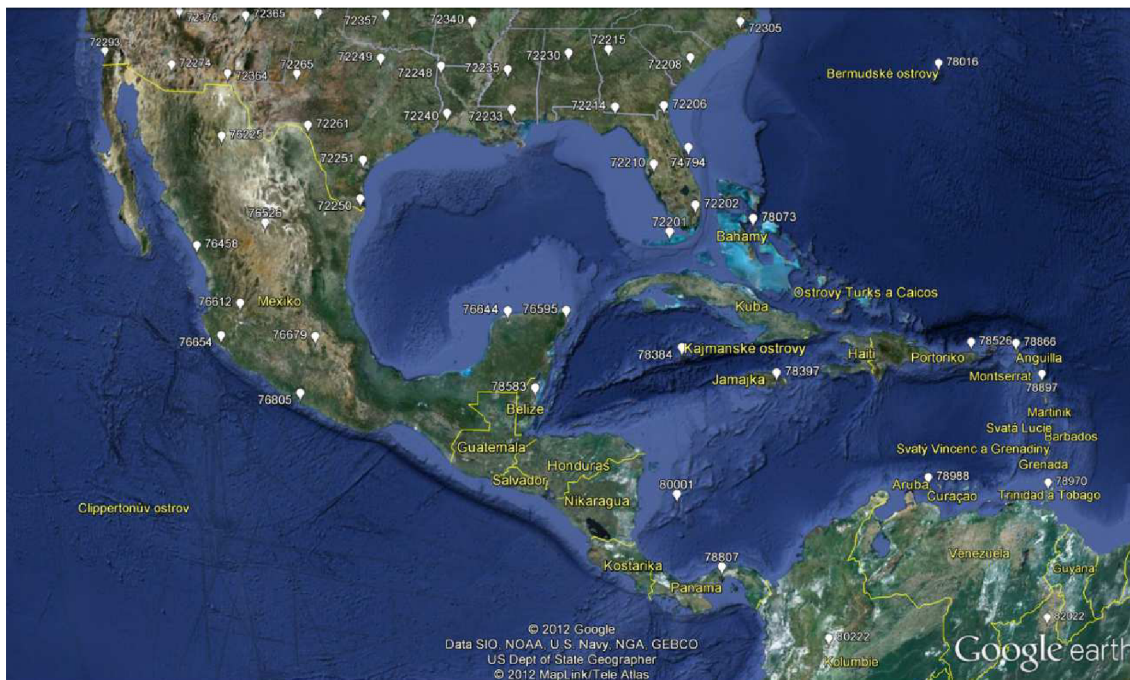 72376
72365
72357
72340
72305
72293
72274
72364
72265
72249
72248
72235
72230
72215
72208
Bermudské ostrovy
78016
72261
72240
72233
72214
72206
72251
72210
74794
72250
72202
72201
78073
Bahamy
76458
76612
Mexiko
76644
76595
Kuba
Ostrovy Turks a Caicos
76654
76679
78384
Kajmanské ostrovy
Haiti
Portoriko
78526
78866
Anguilla
Jamajka
78397
Montserrat
78897
76805
78583
Belize
Martinik
Svatá Lucie
Barbados
Guatemala
Svatý Vincenc a Grenadiny
Honduras
Grenada
Salvador
Aruba
78988
78970
Nikaragua
80001
Curaçao
Trinidad a Tobago
Clippertonův ostrov
Kostarika
78807
Panama
Venezuela
Guyana
82022
80222
Kolumbie
© 2012 Google
Data SIO, NOAA, U.S. Navy, NGA, GEBCO
US Dept of State Geographer
© 2012 MapLink/Tele Atlas
Google earth